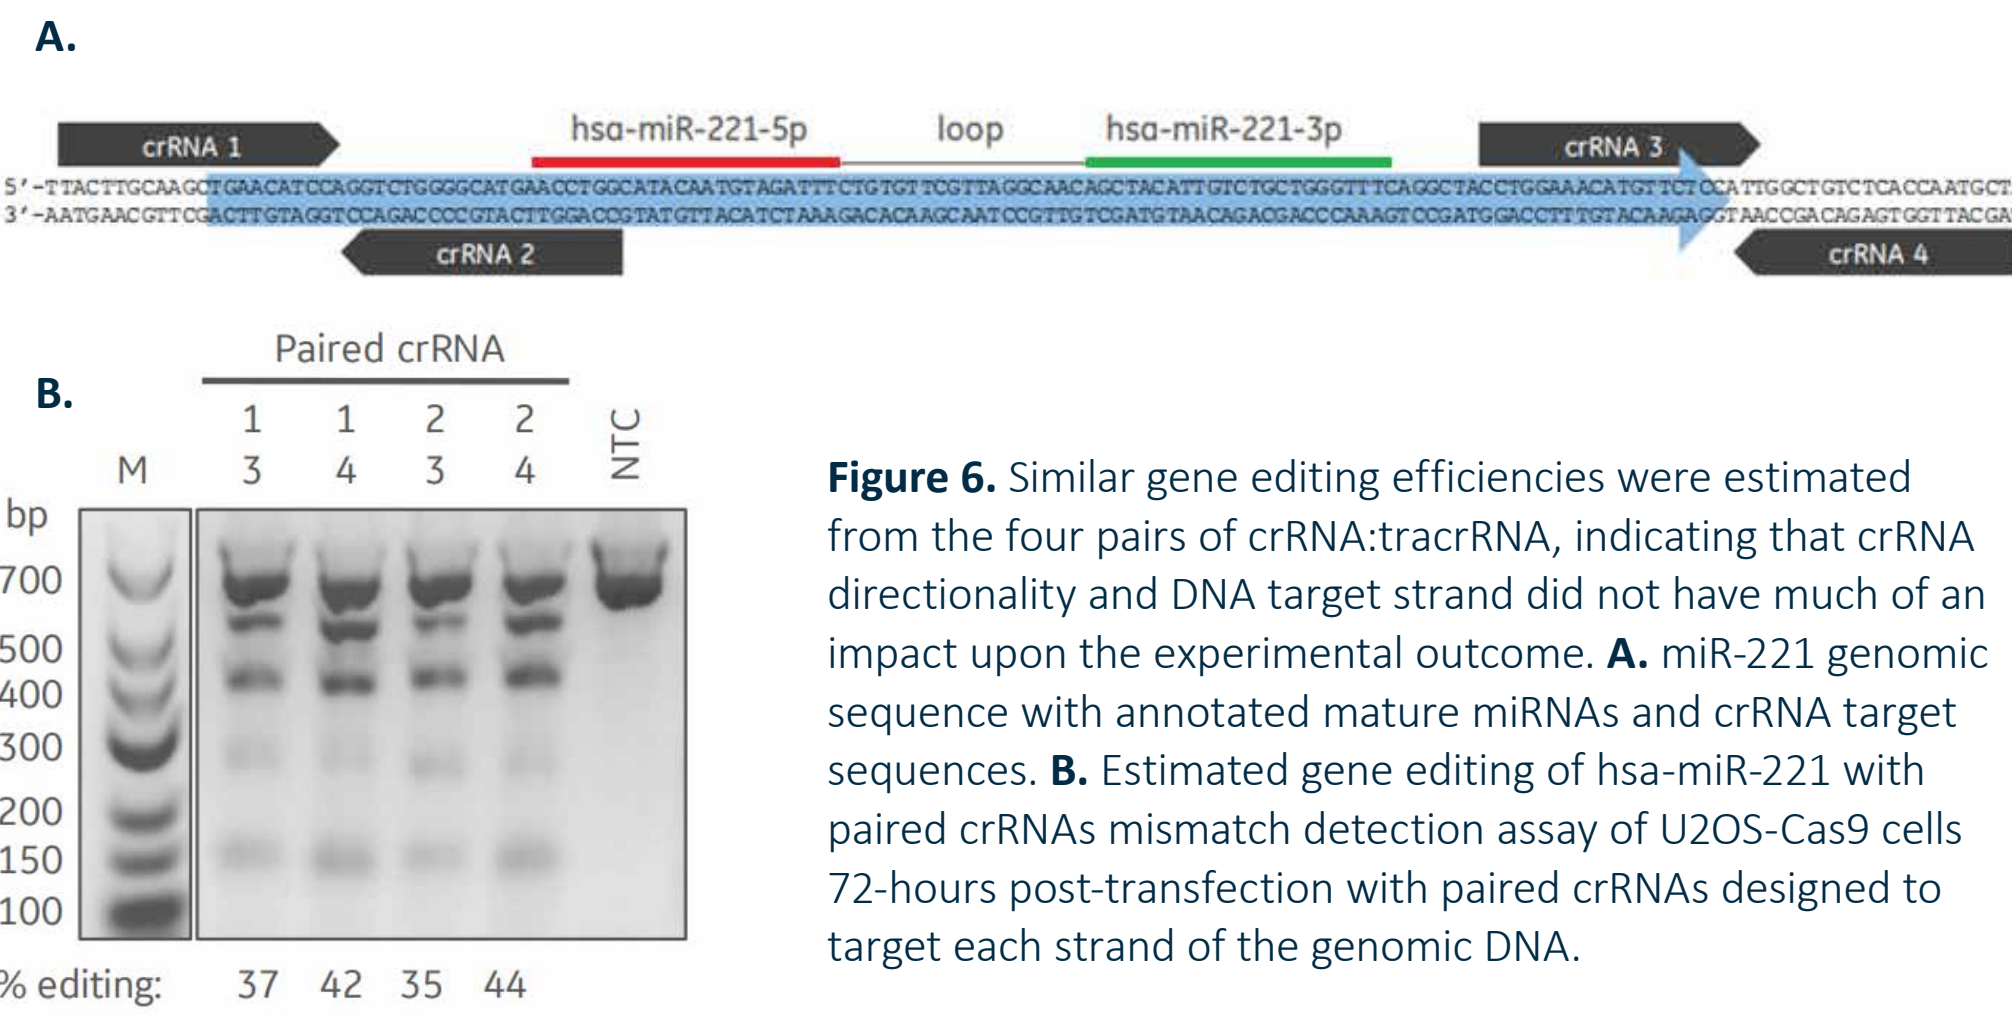 A.
hsa-miR-221-5p loop hsa-miR-221-3p
crRNA 1 crRNA 3
5′-TTACTTGCAAGCTGAACATCCAGGTCTGGGGCATGAACCTGGCATACAATGTAGATTTCTGTGTTCGTTAGGCAACAGCTACATTGTCTGCTGGGTTTCAGGCTACCTGGAAACATGTTCTCCATTGGCTGTCTCACCAATGCT
3′-AATGAACGTTCGACTTGTAGGTCCAGACCCCGTACTTGGACCGTATGTTACATCTAAAGACACAAGCAATCCGTTGTCGATGTAACAGACGACCCAAAGTCCGATGGACCTTTGTACAAGAGGTAACCGACAGAGTGGTTACGA
crRNA 2 crRNA 4
B.
Paired crRNA
1 1 2 2
M 3 4 3 4 NTC
bp
700
500
400
300
200
150
100
% editing: 37 42 35 44
Figure 6. Similar gene editing efficiencies were estimated
from the four pairs of crRNA:tracrRNA, indicating that crRNA
directionality and DNA target strand did not have much of an
impact upon the experimental outcome. A. miR-221 genomic
sequence with annotated mature miRNAs and crRNA target
sequences. B. Estimated gene editing of hsa-miR-221 with
paired crRNAs mismatch detection assay of U2OS-Cas9 cells
72-hours post-transfection with paired crRNAs designed to
target each strand of the genomic DNA.